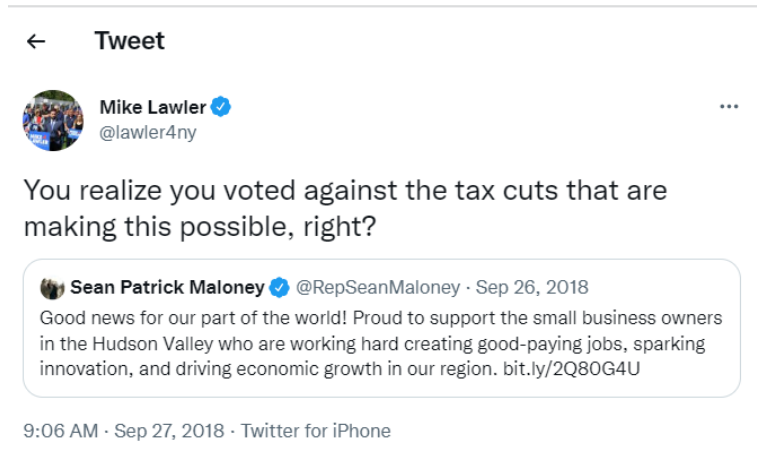 ← Tweet
Mike Lawler
@lawler4ny
You realize you voted against the tax cuts that are
making this possible, right?
Sean Patrick Maloney @RepSeanMaloney · Sep 26, 2018
Good news for our part of the world! Proud to support the small business owners
in the Hudson Valley who are working hard creating good-paying jobs, sparking
innovation, and driving economic growth in our region. bit.ly/2Q80G4U
9:06 AM · Sep 27, 2018 · Twitter for iPhone